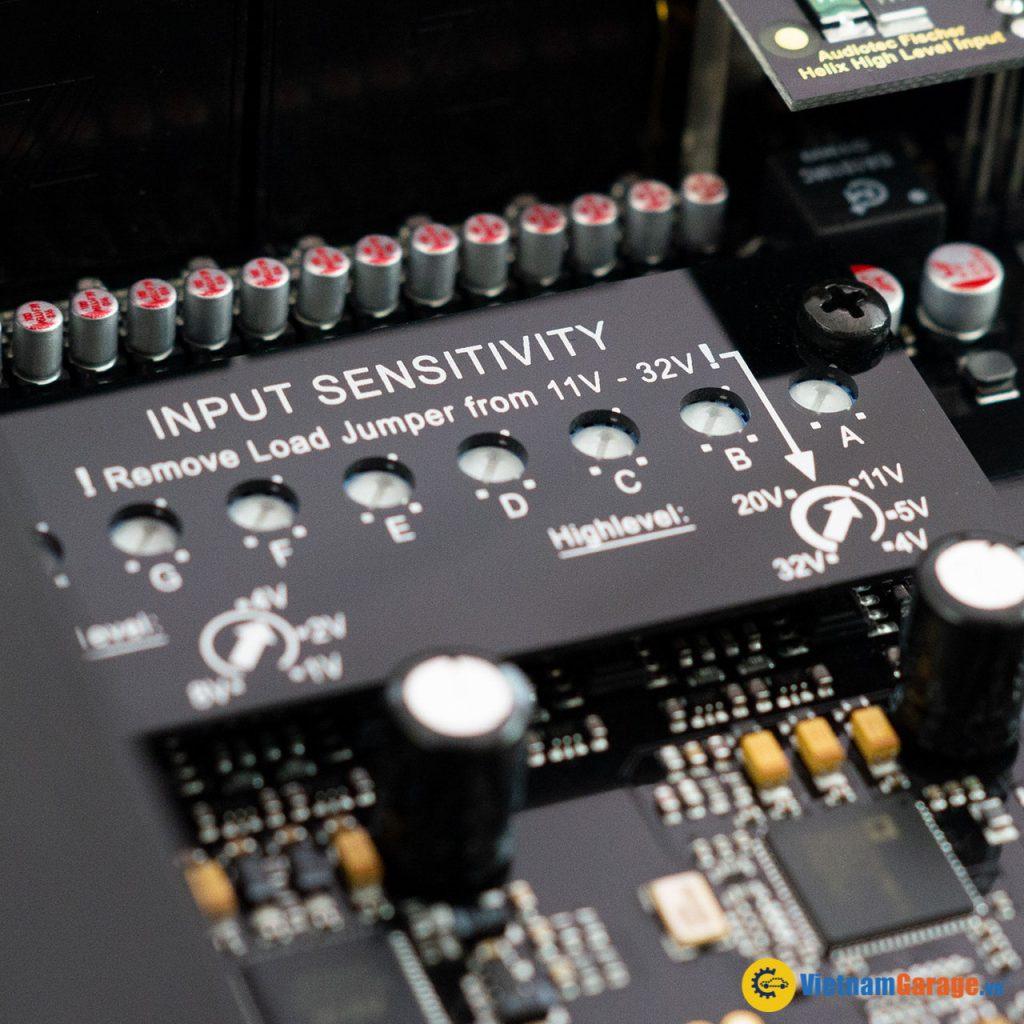 Audiotec Fischer
Helix High Level Input
INPUT SENSITIVITY
! Remove Load Jumper from 11V - 32V !
G F E D C B A
Highlevel:
20V 11V
5V
4V
32V
level:
4V
2V
1V
8V
VietnamGarage.vn